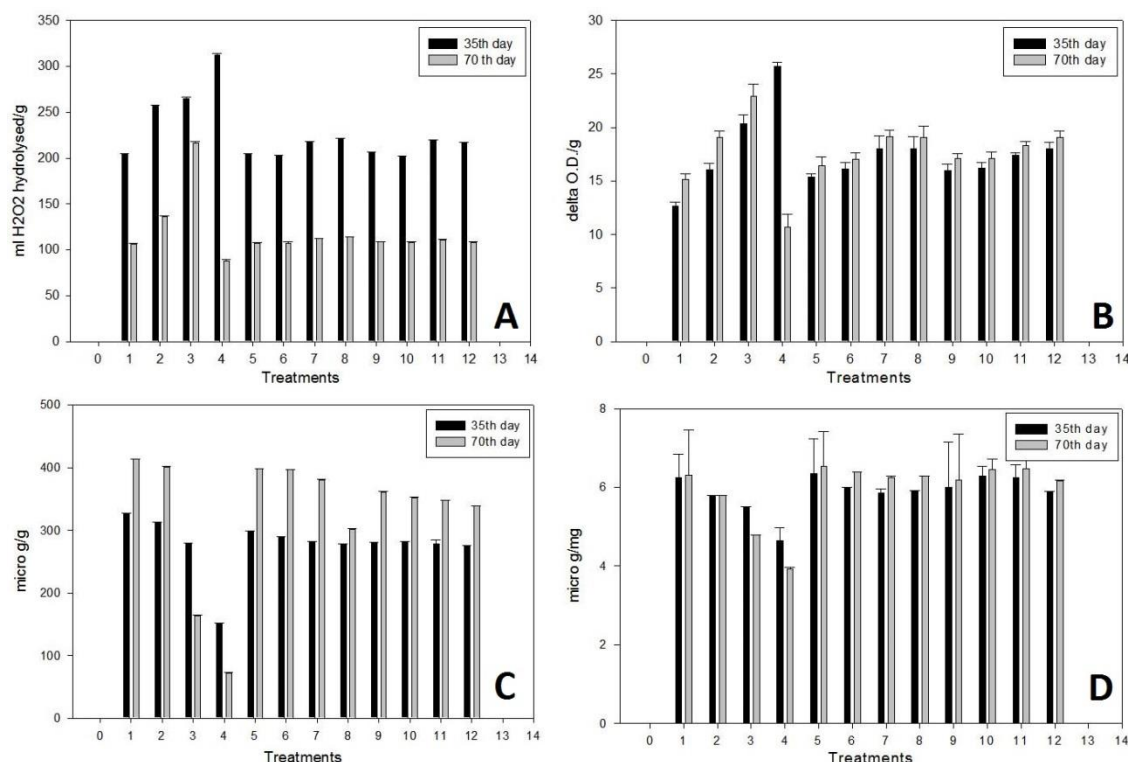 350
300
250
200
150
100
50
0
ml H2O2 hydrolysed/g
35th day
70 th day
A
0 1 2 3 4 5 6 7 8 9 10 11 12 13 14
Treatments
30
25
20
15
10
5
0
delta O.D./g
35th day
70th day
B
0 1 2 3 4 5 6 7 8 9 10 11 12 13 14
Treatments
500
400
300
200
100
0
micro g/g
35th day
70th day
C
0 1 2 3 4 5 6 7 8 9 10 11 12 13 14
Treatments
8
6
4
2
0
micro g/mg
35th day
70th day
D
0 1 2 3 4 5 6 7 8 9 10 11 12 13 14
Treatments